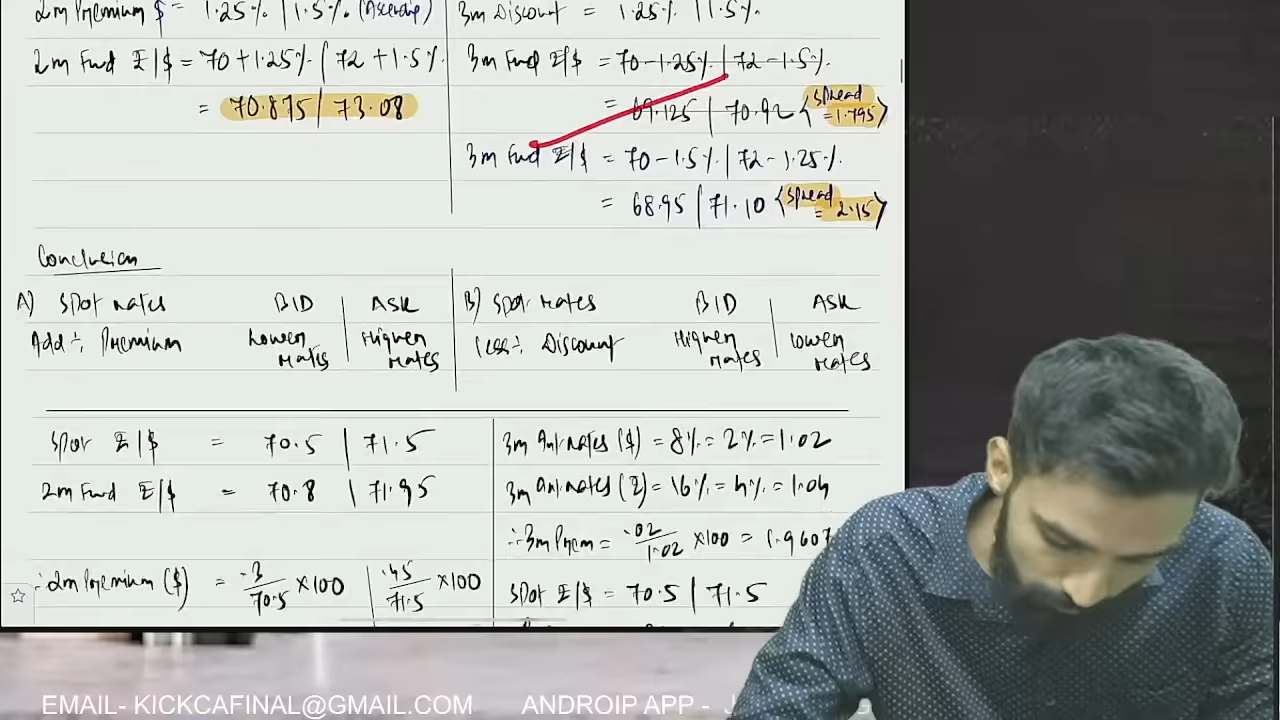 2m Premium $ = 1.25% | 1.5% (Ascending)
2m Fwd ₹/$ = 70+1.25% | 72+1.5%
= 70.875 | 73.08
3m Discount = 1.25% | 1.5%.
3m Fwd ₹/$ = 70-1.25% | 72-1.5%.
= 69.125 | 70.92 < Spread = 1.795 >
3m Fwd ₹/$ = 70-1.5% | 72-1.25%.
= 68.95 | 71.10 < Spread = 2.15 >
Conclusion
A) Spot rates BID | ASK
Add:- Premium Lower rates | Higher rates
B) Spot rates BID | ASK
Less:- Discount Higher rates | Lower rates
Spot ₹/$ = 70.5 | 71.5
2m Fwd ₹/$ = 70.8 | 71.95
∴ 2m Premium ($) = .3/70.5 ×100 | .45/71.5 ×100
3m Int rates ($) = 8% = 2% = 1.02
3m Int rates (₹) = 16% = 4% = 1.04
∴ 3m Prem = .02/1.02 ×100 = 1.9607
Spot ₹/$ = 70.5 | 71.5
EMAIL- KICKCAFINAL@GMAIL.COM ANDROIP APP - J